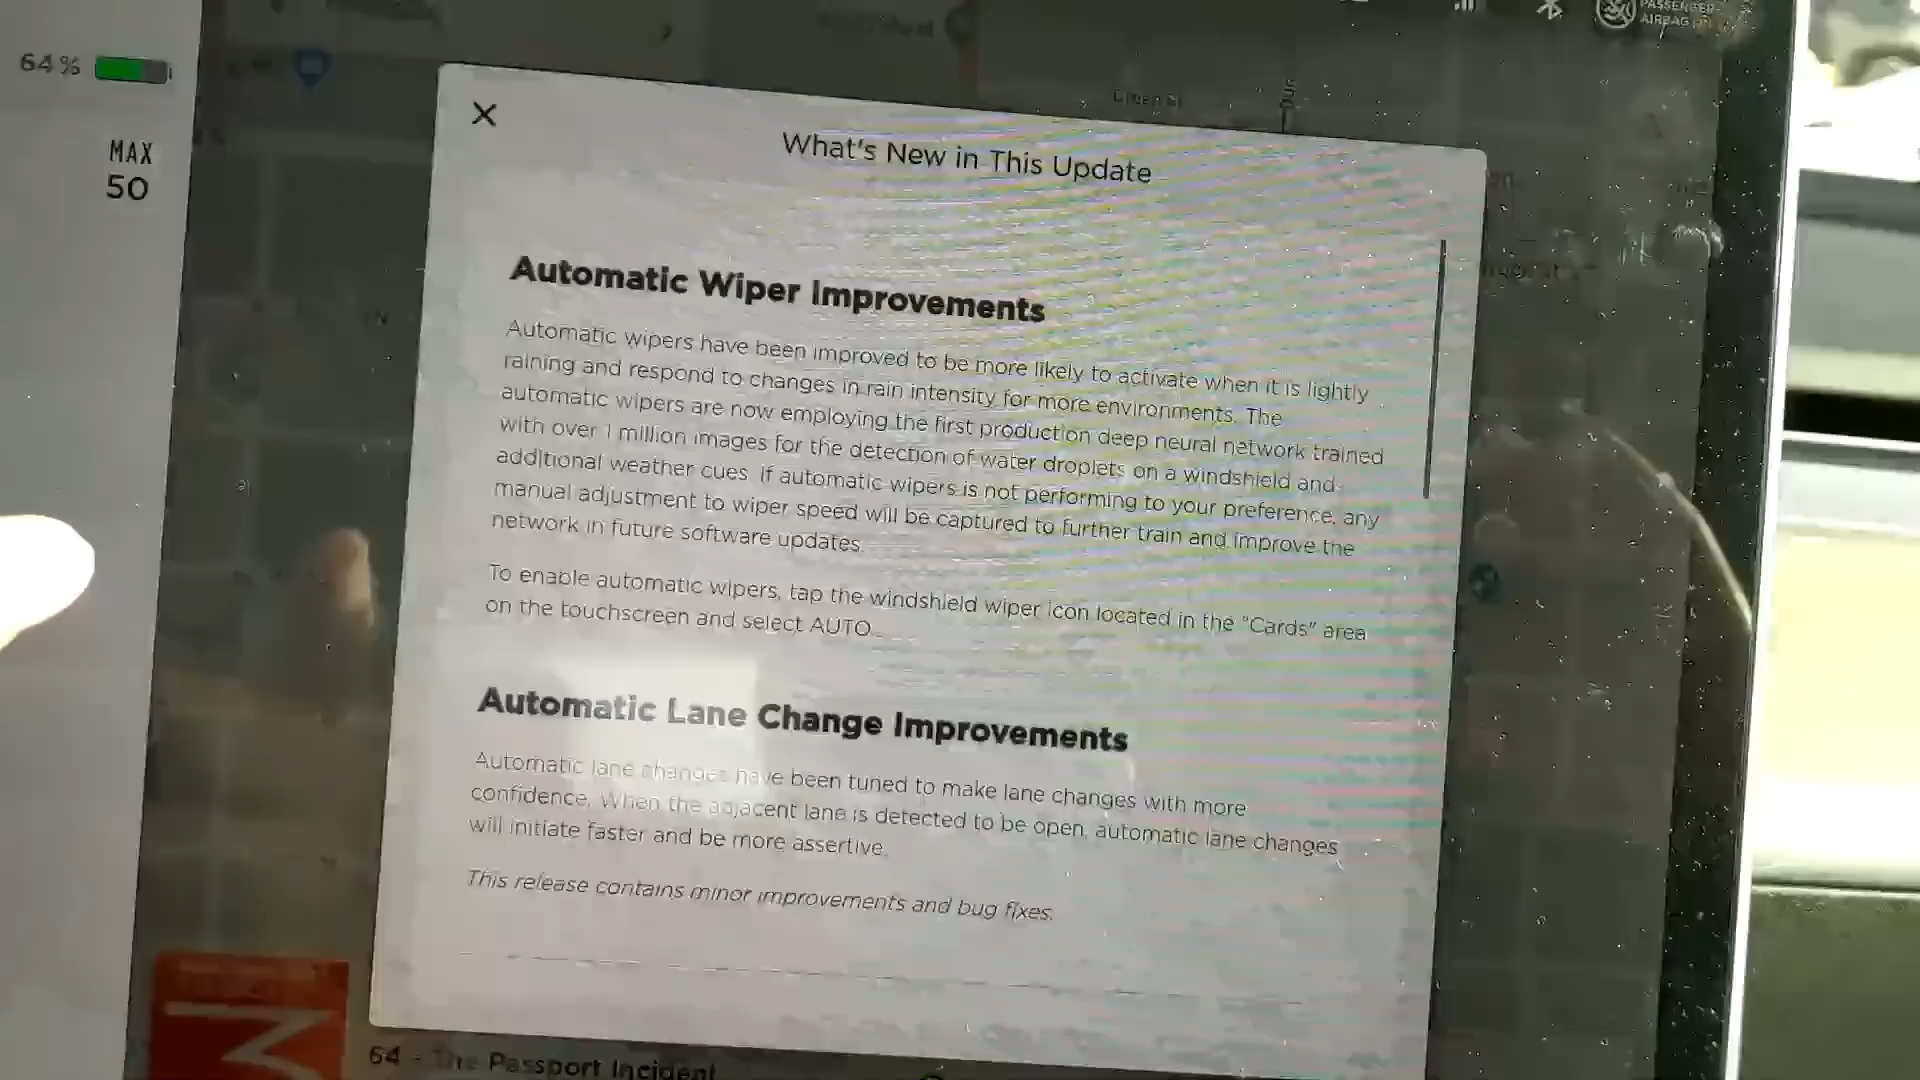 64%
PASSENGER
AIRBAG
MAX
50
What's New in This Update
Automatic Wiper Improvements
Automatic wipers have been improved to be more likely to activate when it is lightly
raining and respond to changes in rain intensity for more environments. The
automatic wipers are now employing the first production deep neural network trained
with over 1 million images for the detection of water droplets on a windshield and
additional weather cues. If automatic wipers is not performing to your preference, any
manual adjustment to wiper speed will be captured to further train and improve the
network in future software updates.
To enable automatic wipers, tap the windshield wiper icon located in the "Cards" area
on the touchscreen and select AUTO.
Automatic Lane Change Improvements
Automatic lane changes have been tuned to make lane changes with more
confidence. When the adjacent lane is detected to be open, automatic lane changes
will initiate faster and be more assertive.
This release contains minor improvements and bug fixes.
64 - The Passport Incident